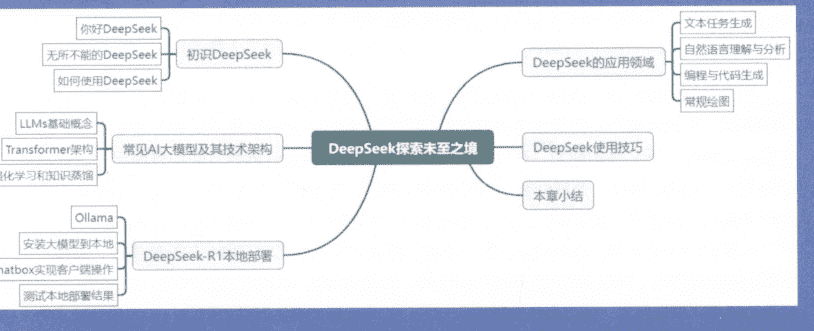 你好DeepSeek
无所不能的DeepSeek
如何使用DeepSeek
初识DeepSeek
LLMs基础概念
Transformer架构
化学习和知识蒸馏
常见AI大模型及其技术架构
Ollama
安装大模型到本地
atbox实现客户端操作
测试本地部署结果
DeepSeek-R1本地部署
DeepSeek探索未至之境
文本任务生成
自然语言理解与分析
编程与代码生成
常规绘图
DeepSeek的应用领域
DeepSeek使用技巧
本章小结